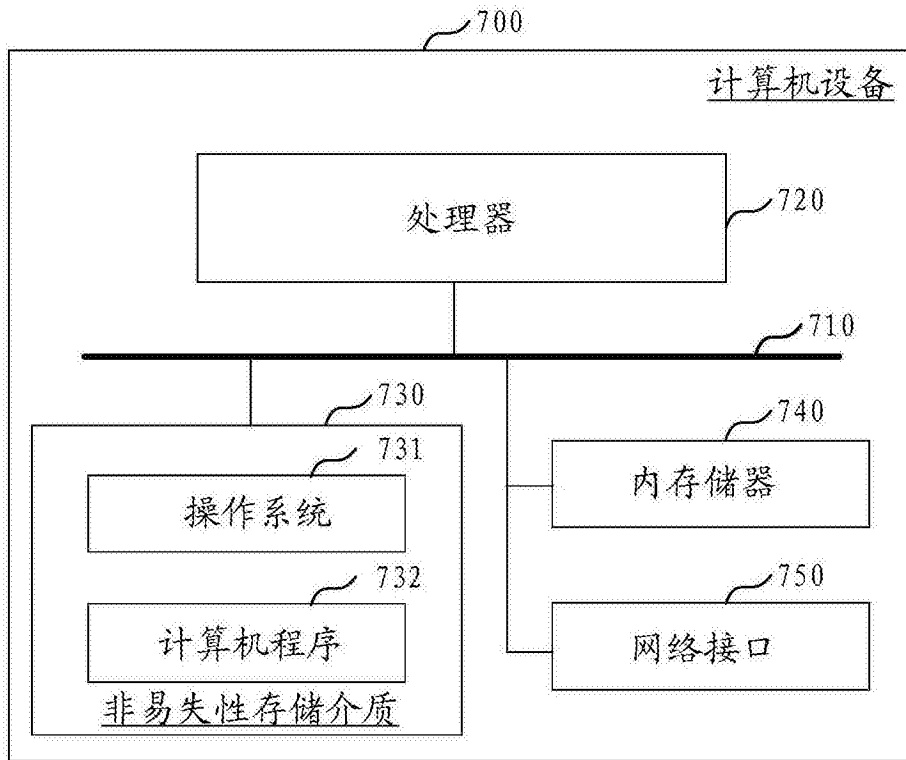 700
计算机设备
处理器
720
710
730
731
操作系统
732
计算机程序
非易失性存储介质
740
内存储器
750
网络接口